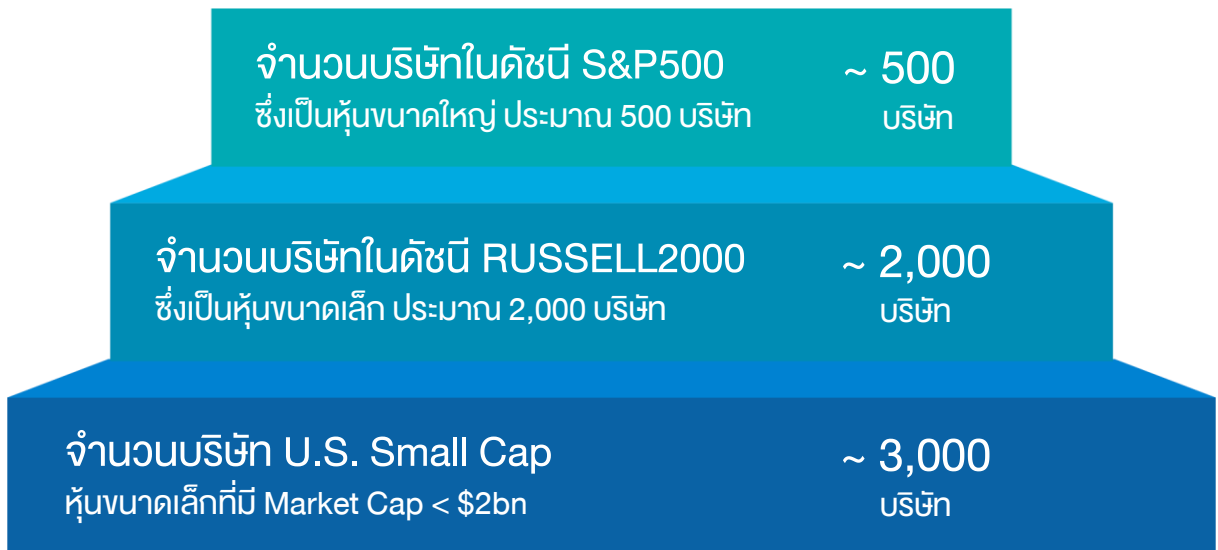 จำนวนบริษัทในดัชนี S&P500
~ 500
ซึ่งเป็นหุ้นขนาดใหญ่ ประมาณ 500 บริษัท
บริษัท
จำนวนบริษัทในดัชนี RUSSELL2000
~ 2,000
ซึ่งเป็นหุ้นขนาดเล็ก ประมาณ 2,000 บริษัท
บริษัท
จำนวนบริษัท U.S. Small Cap
~ 3,000
หุ้นขนาดเล็กที่มี Market Cap < $2bn
บริษัท